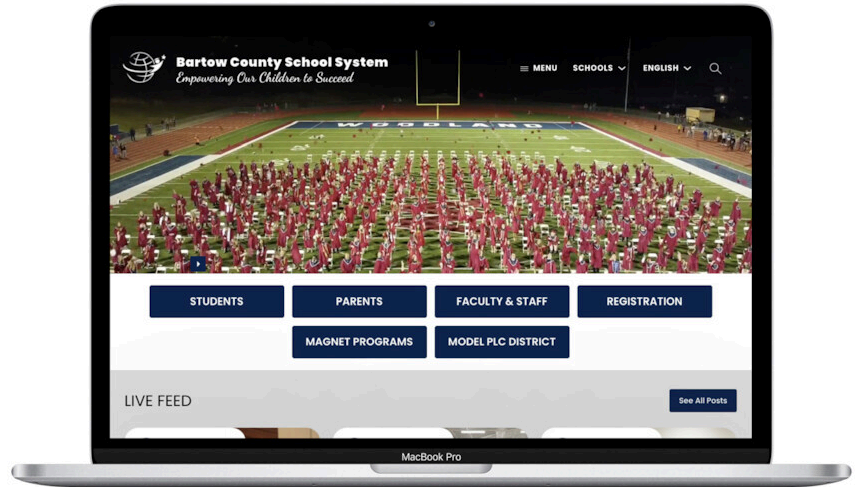 Bartow County School System
Empowering Our Children to Succeed
MENU SCHOOLS ENGLISH
WOODLAND
STUDENTS PARENTS FACULTY & STAFF REGISTRATION
MAGNET PROGRAMS MODEL PLC DISTRICT
LIVE FEED See All Posts
MacBook Pro